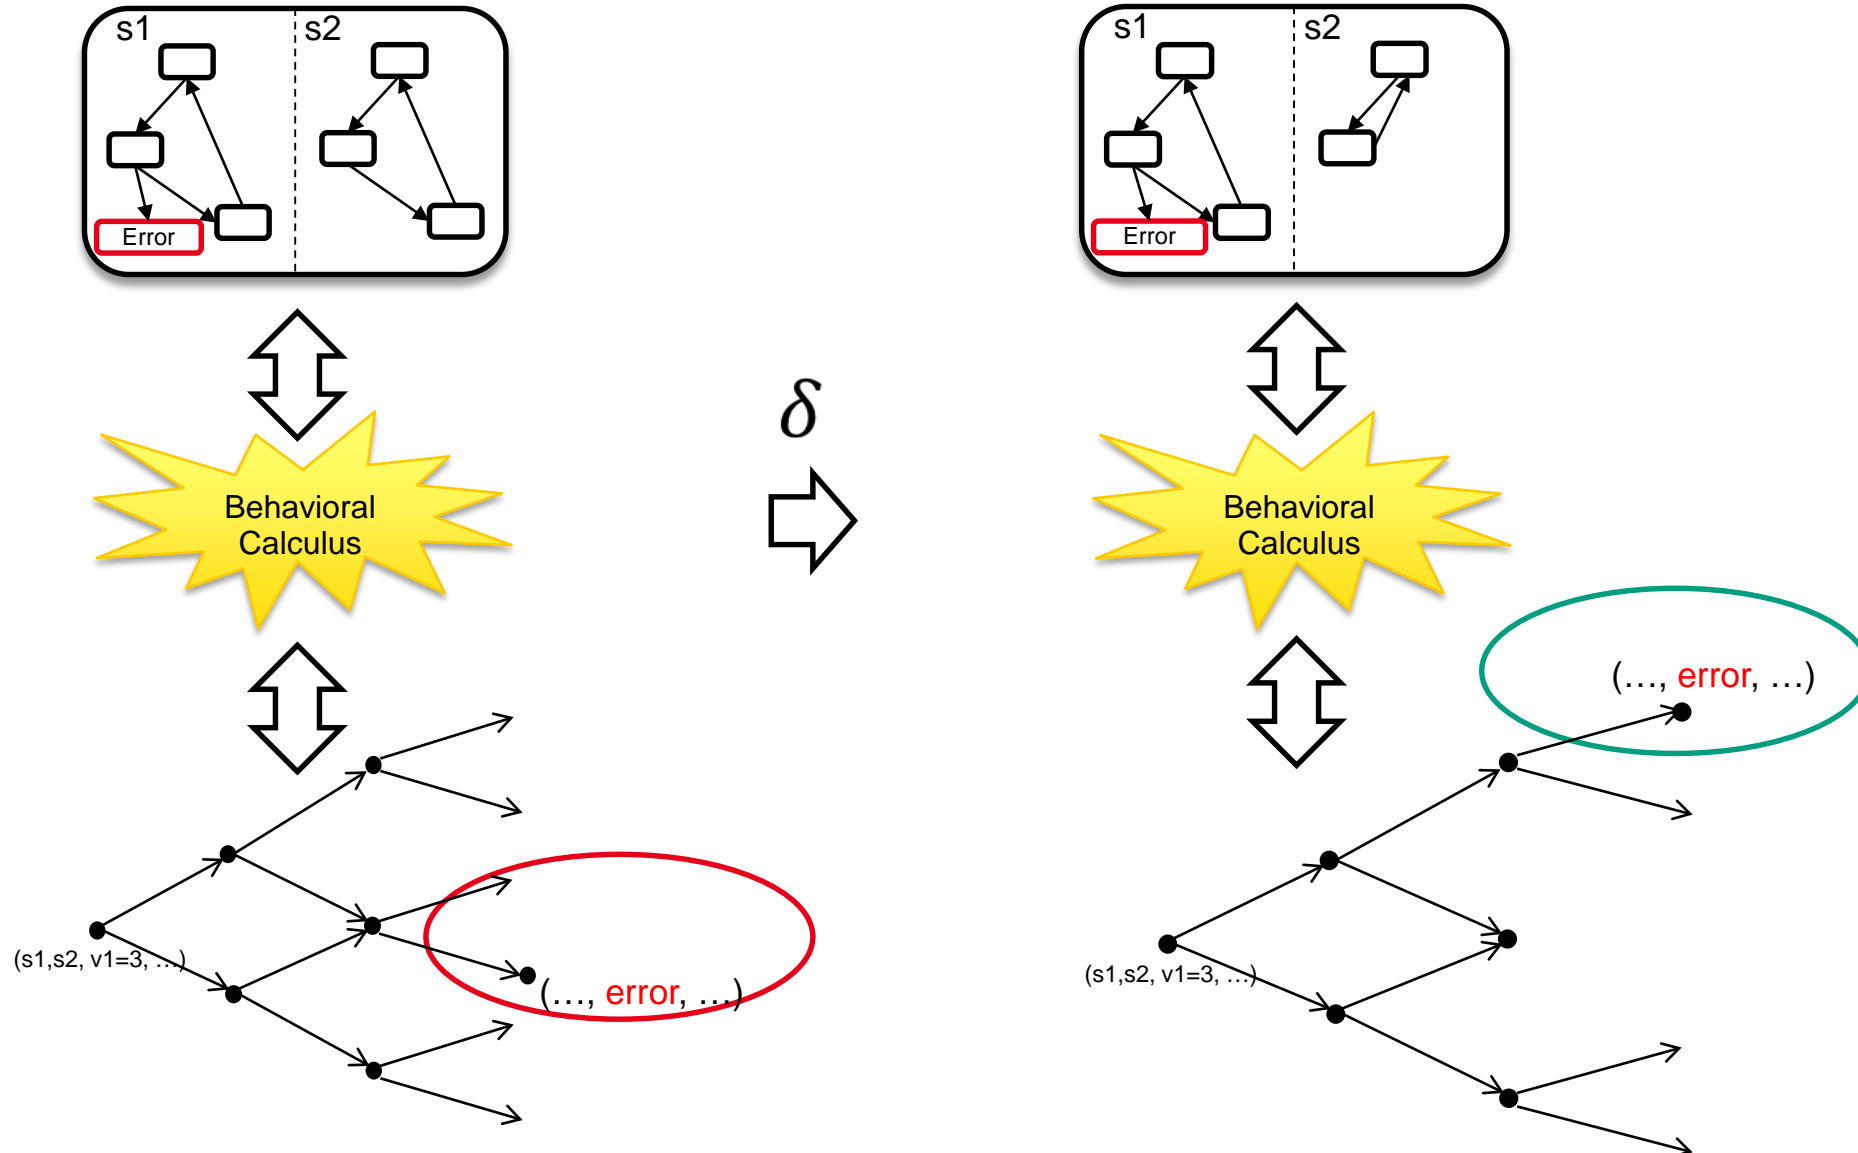 s1
s2
Error
Behavioral
Calculus
(s1,s2, v1=3, …)
(…, error, …)
δ
s1
s2
Error
Behavioral
Calculus
(…, error, …)
(s1,s2, v1=3, …)